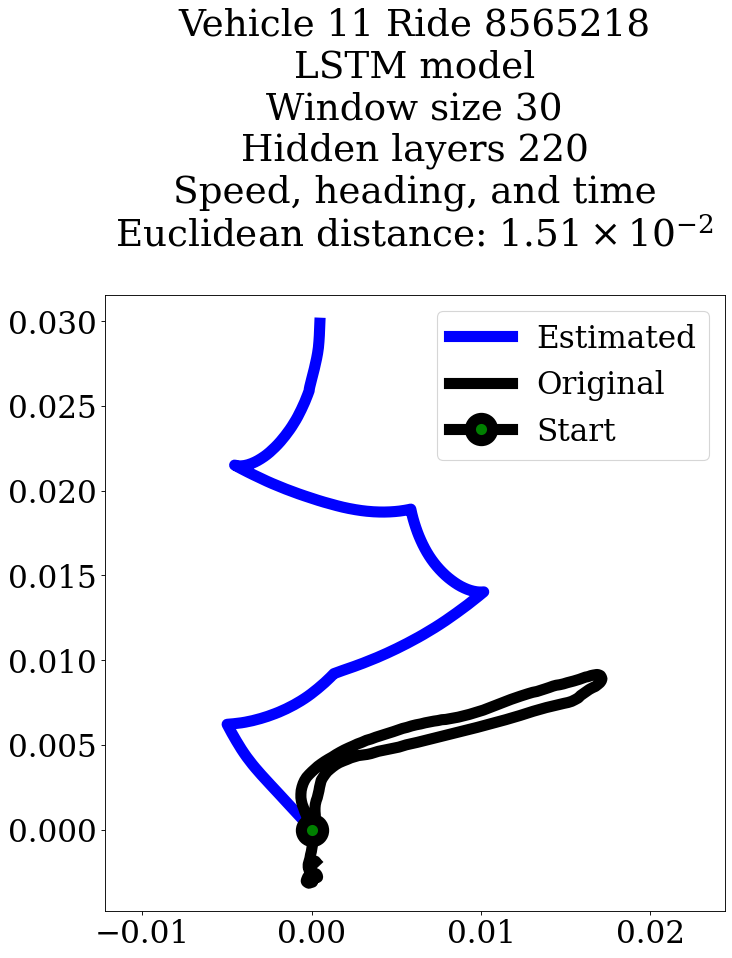 Vehicle 11 Ride 8565218
LSTM model
Window size 30
Hidden layers 220
Speed, heading, and time
Euclidean distance: 1.51 × 10⁻²
Estimated
Original
Start
0.030
0.025
0.020
0.015
0.010
0.005
0.000
−0.01 0.00 0.01 0.02